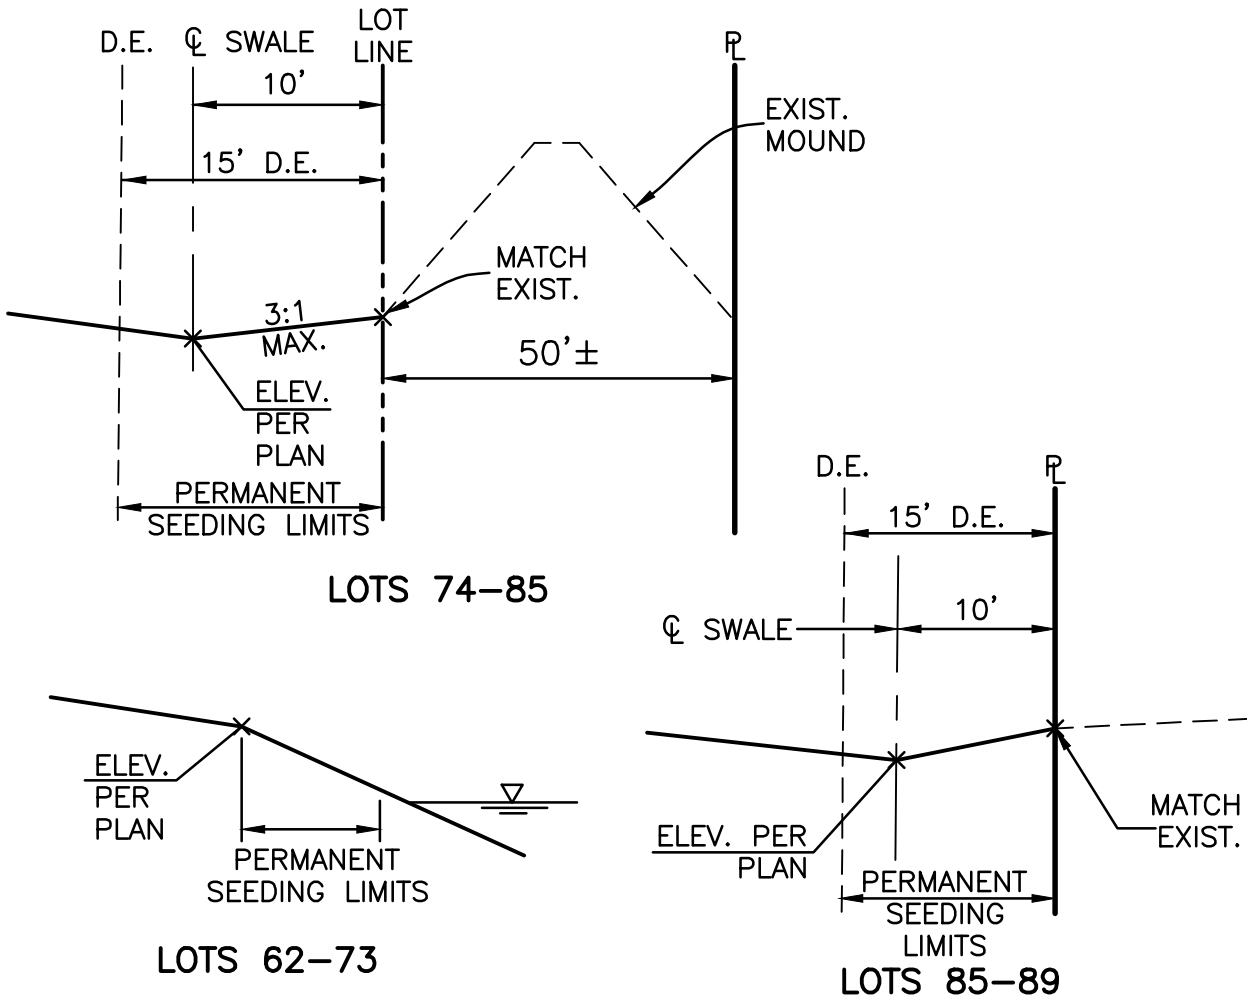 D.E.
℄ SWALE
LOT
LINE
10'
15' D.E.
ℙL
EXIST.
MOUND
MATCH
EXIST.
3:1
MAX.
50'±
ELEV.
PER
PLAN
PERMANENT
SEEDING LIMITS
LOTS 74-85
D.E.
PL
15' D.E.
℄ SWALE
10'
ELEV. PER
PLAN
MATCH
EXIST.
PERMANENT
SEEDING
LIMITS
LOTS 85-89
ELEV.
PER
PLAN
PERMANENT
SEEDING LIMITS
LOTS 62-73